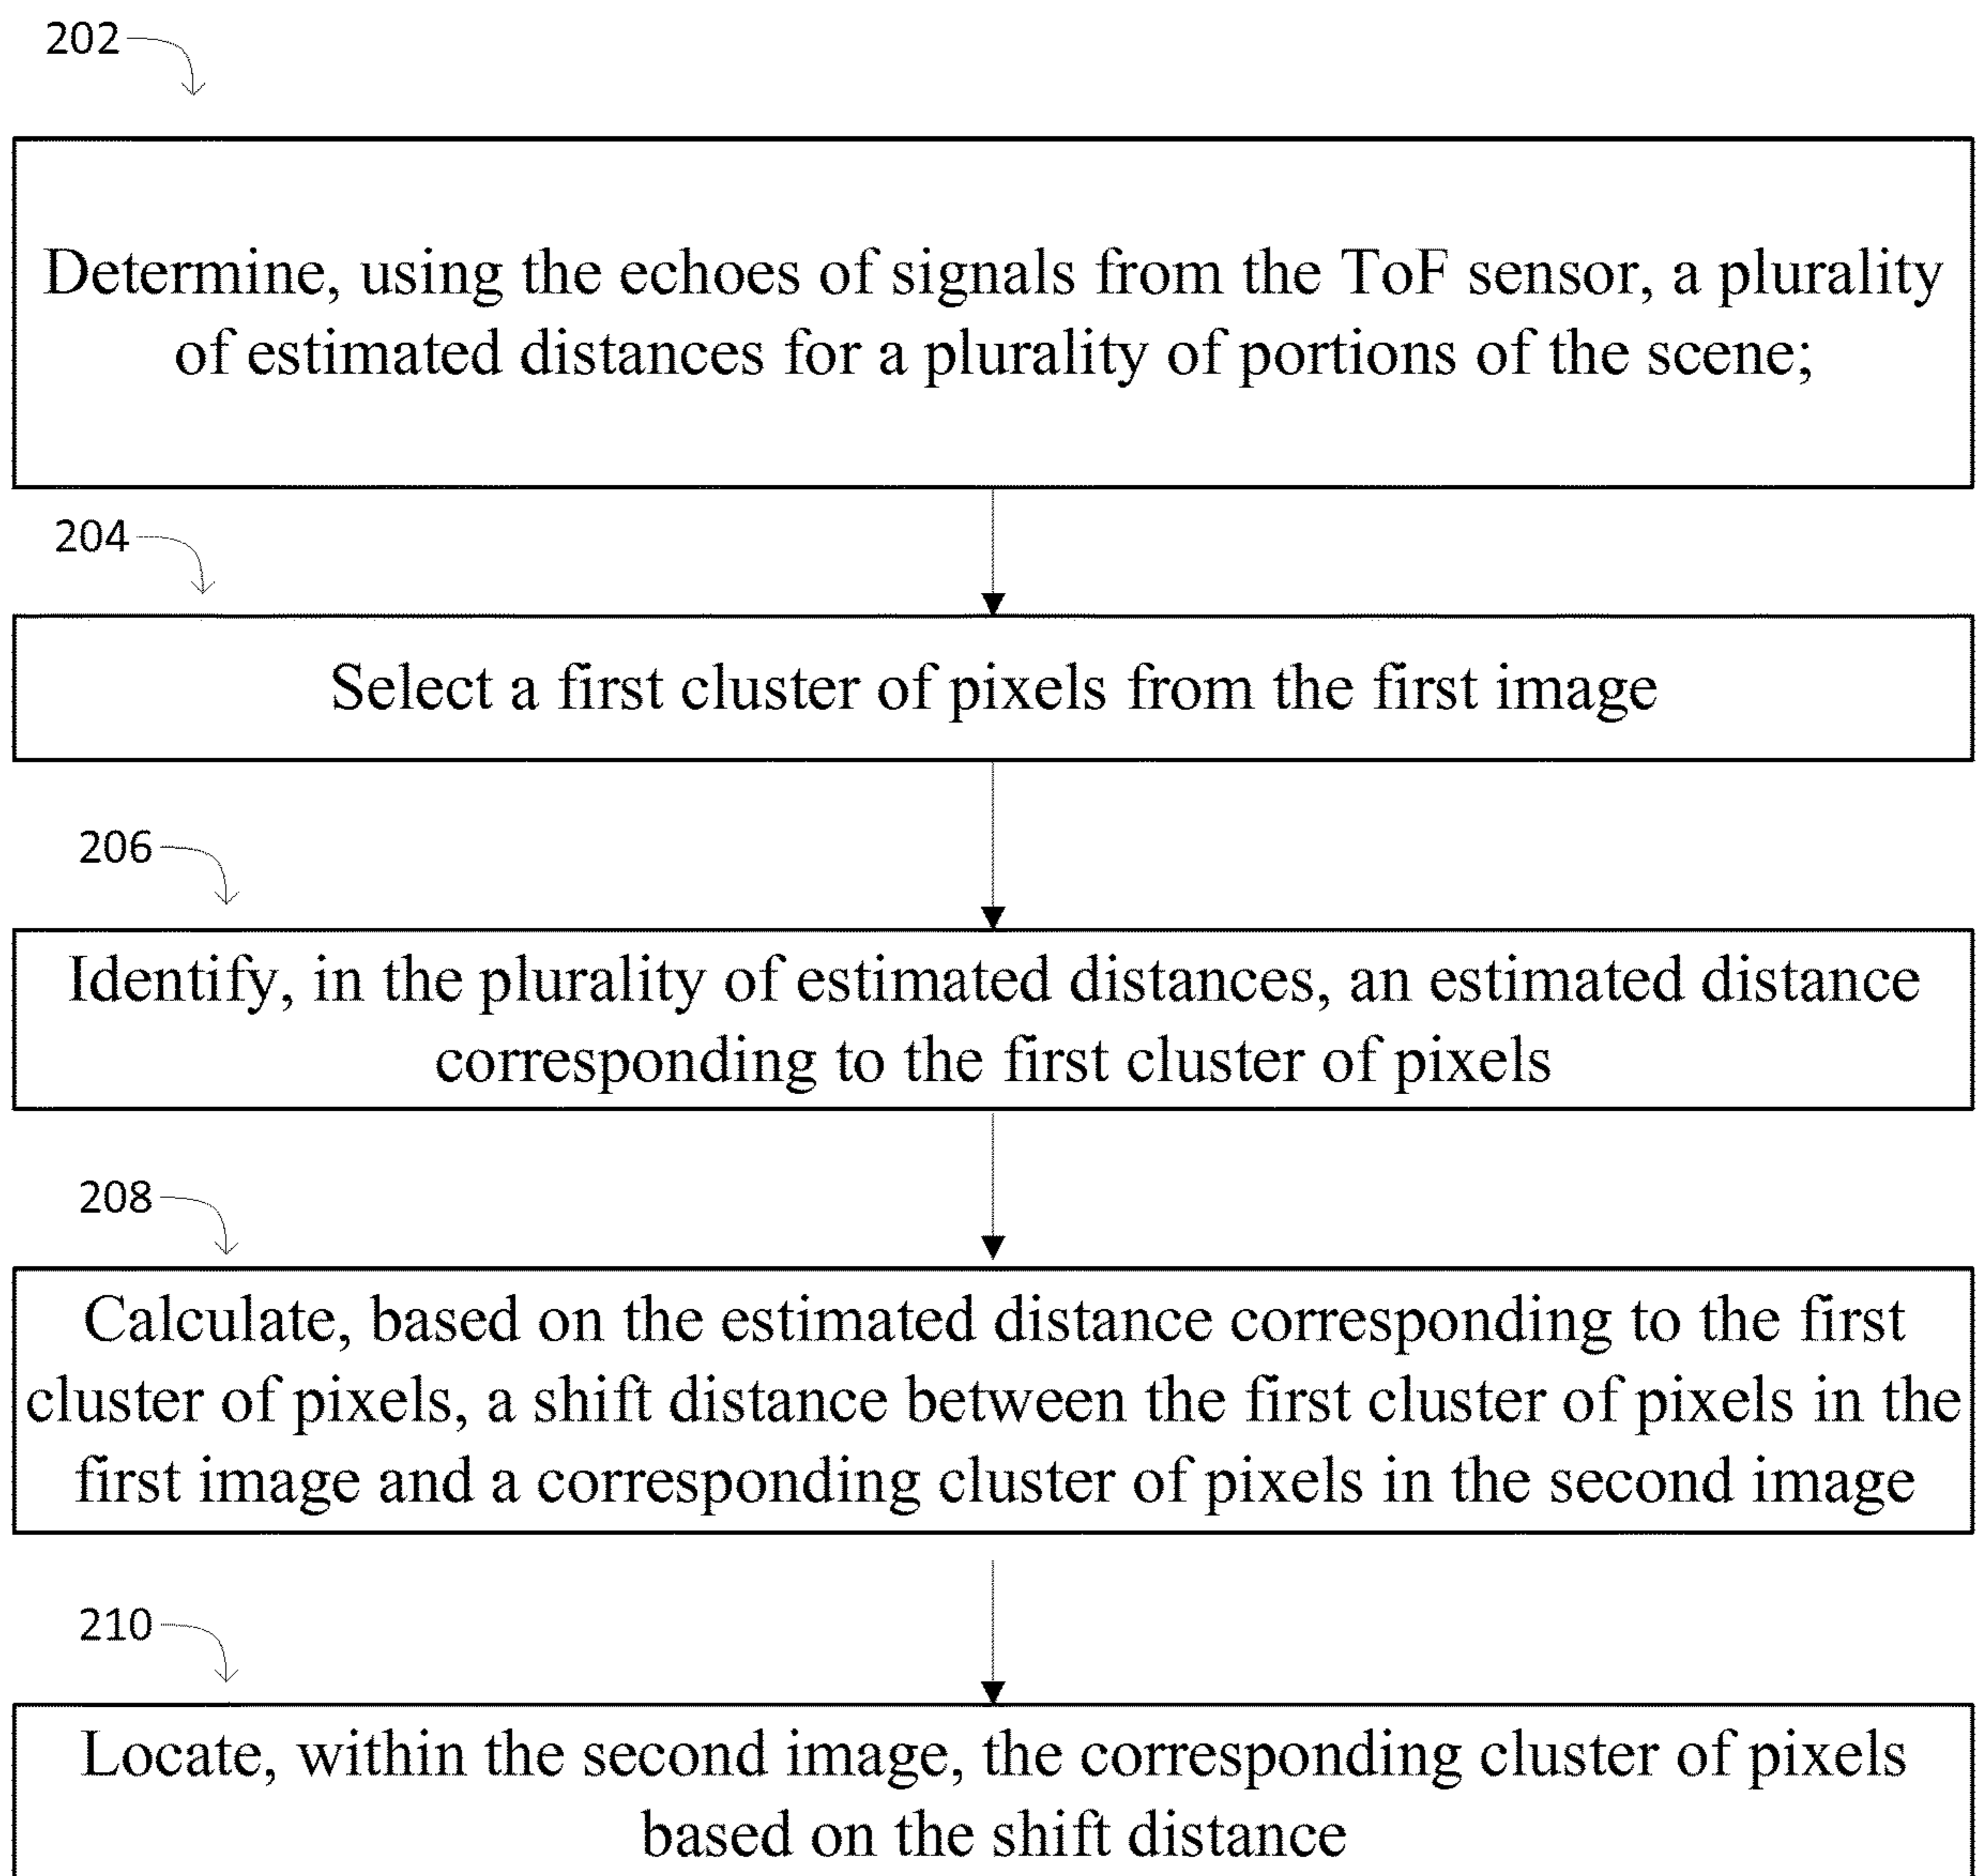 202
Determine, using the echoes of signals from the ToF sensor, a plurality
of estimated distances for a plurality of portions of the scene;
204
Select a first cluster of pixels from the first image
206
Identify, in the plurality of estimated distances, an estimated distance
corresponding to the first cluster of pixels
208
Calculate, based on the estimated distance corresponding to the first
cluster of pixels, a shift distance between the first cluster of pixels in the
first image and a corresponding cluster of pixels in the second image
210
Locate, within the second image, the corresponding cluster of pixels
based on the shift distance